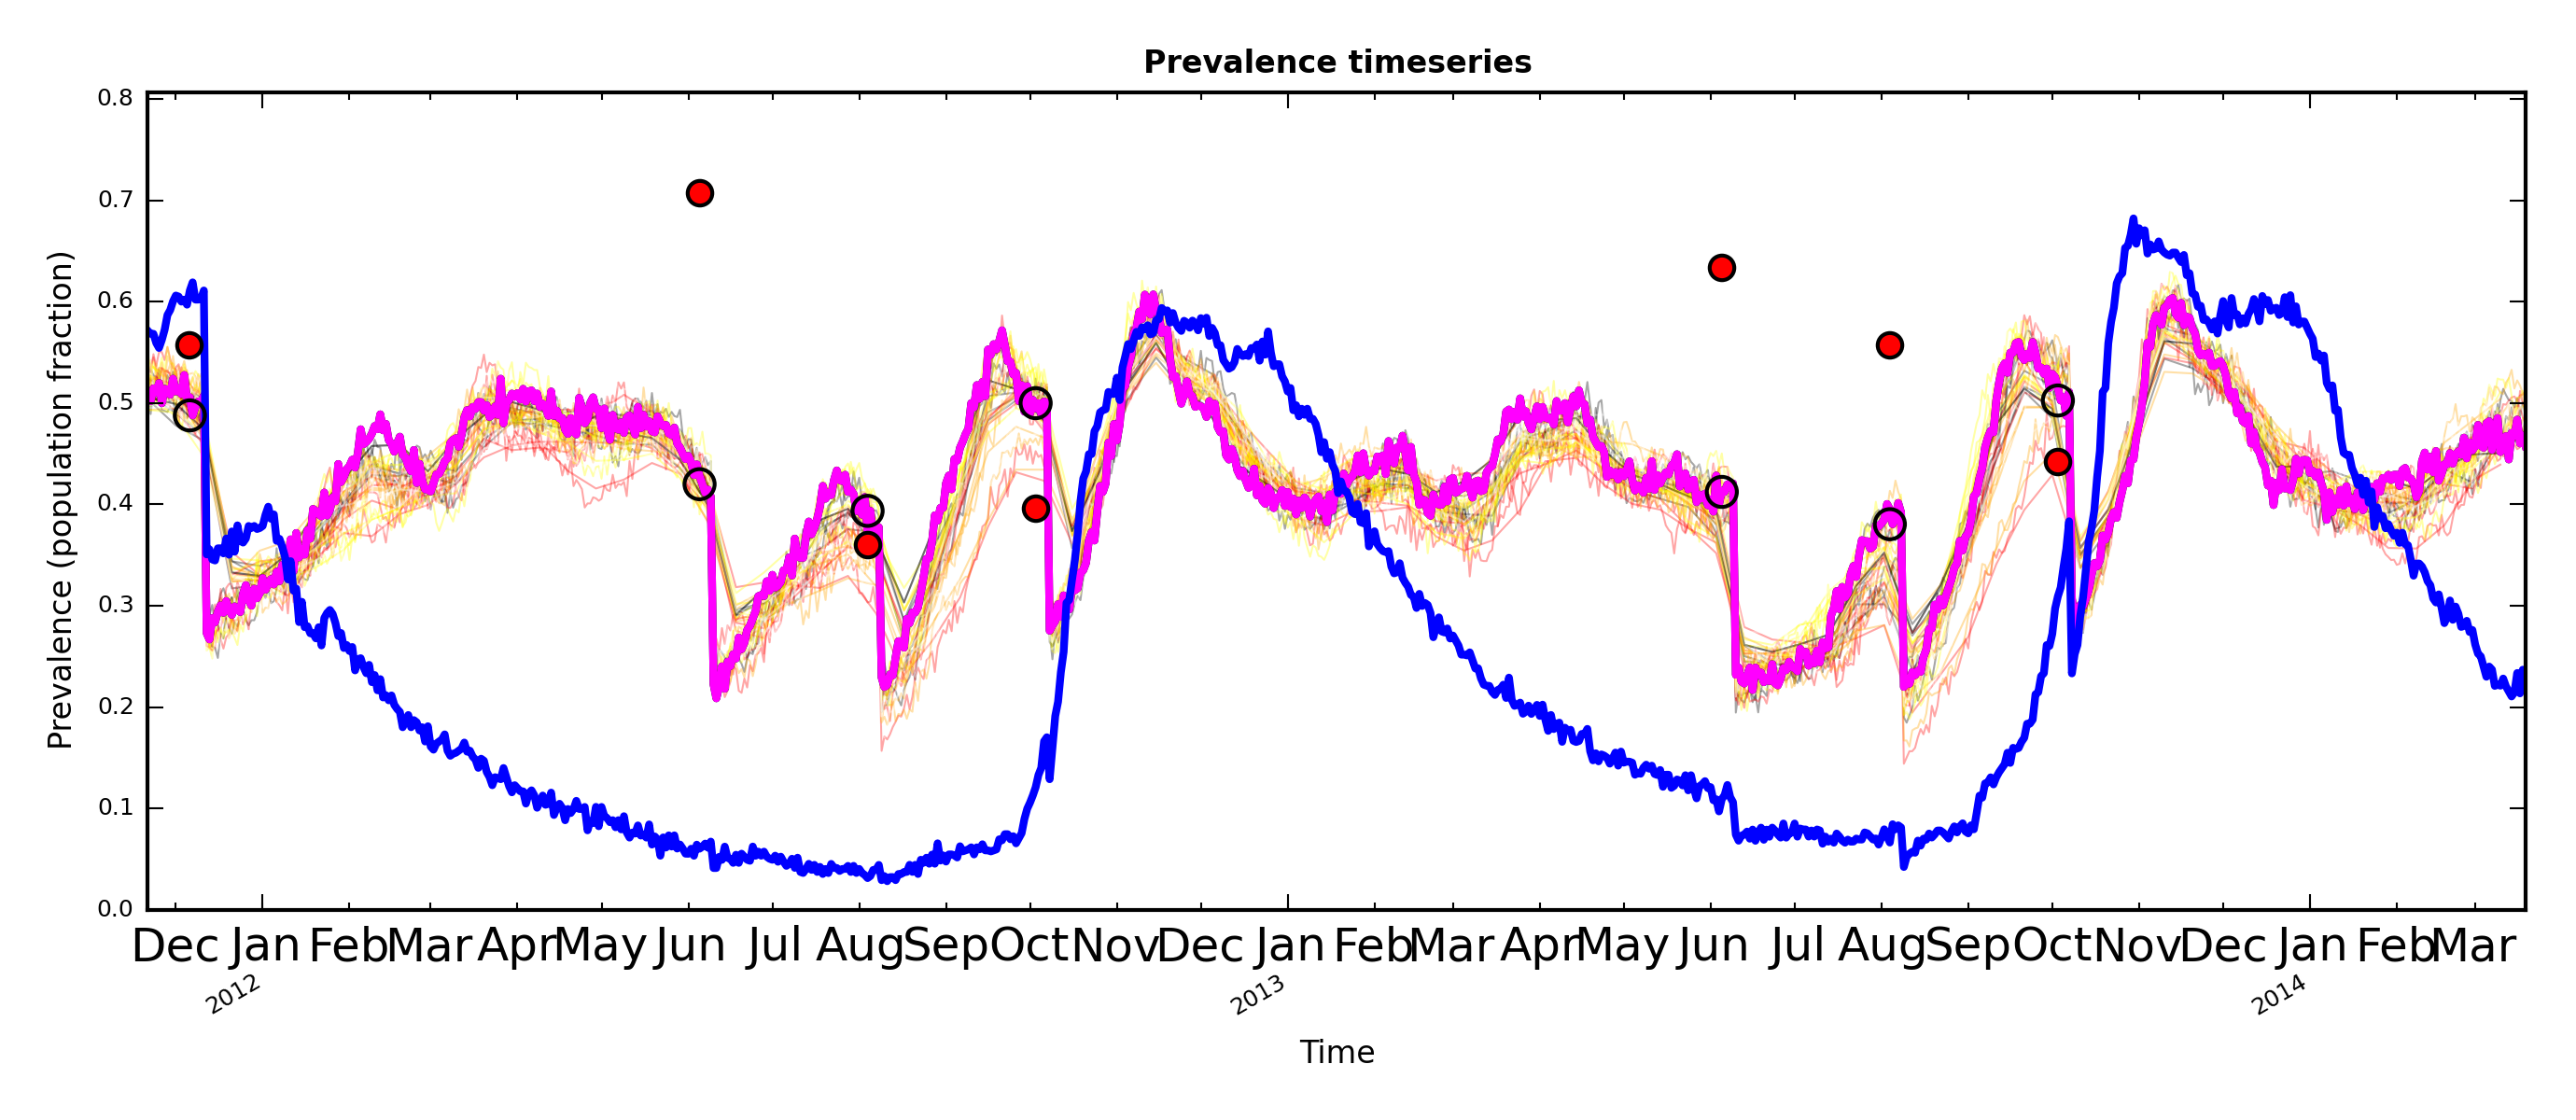 Prevalence timeseries
0.8
0.7
0.6
0.5
0.4
0.3
0.2
0.1
0.0
Prevalence (population fraction)
Dec Jan Feb Mar Apr May Jun Jul Aug Sep Oct Nov Dec Jan Feb Mar Apr May Jun Jul Aug Sep Oct Nov Dec Jan Feb Mar
2012 2013 2014
Time